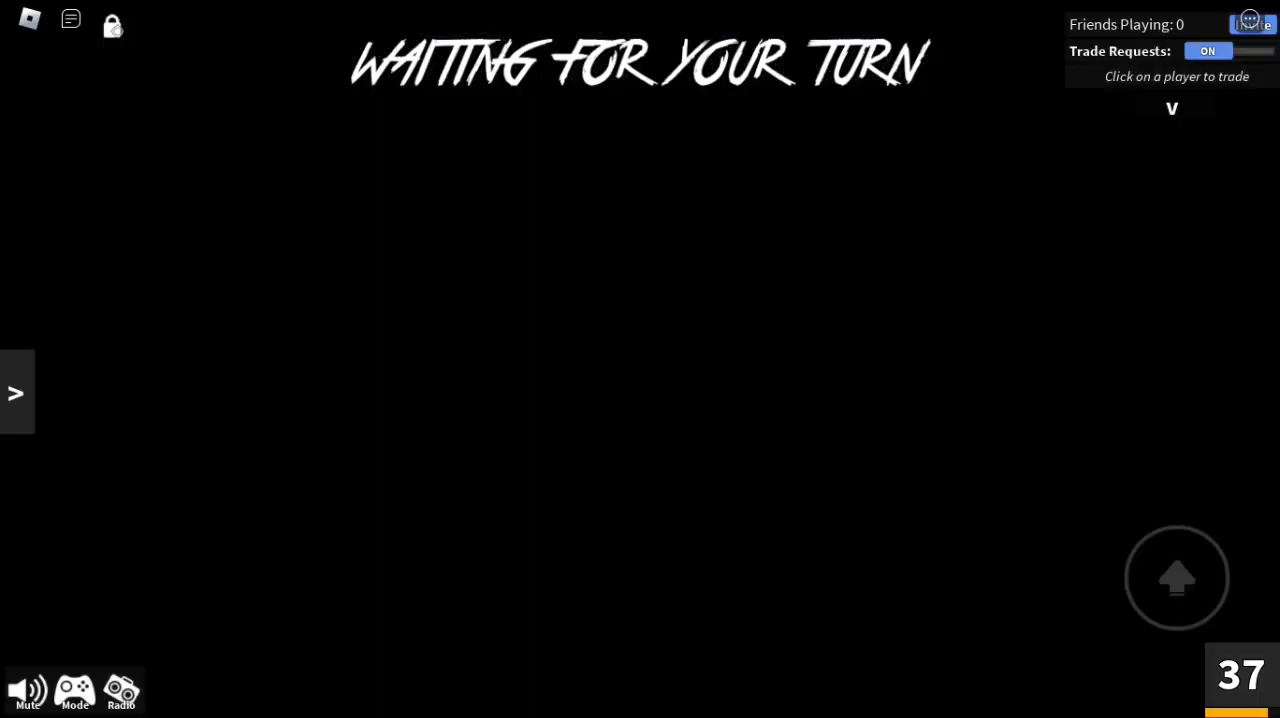 WAITING FOR YOUR TURN
Friends Playing: 0
Trade Requests: ON
Click on a player to trade
v
>
Mute Mode Radio
37